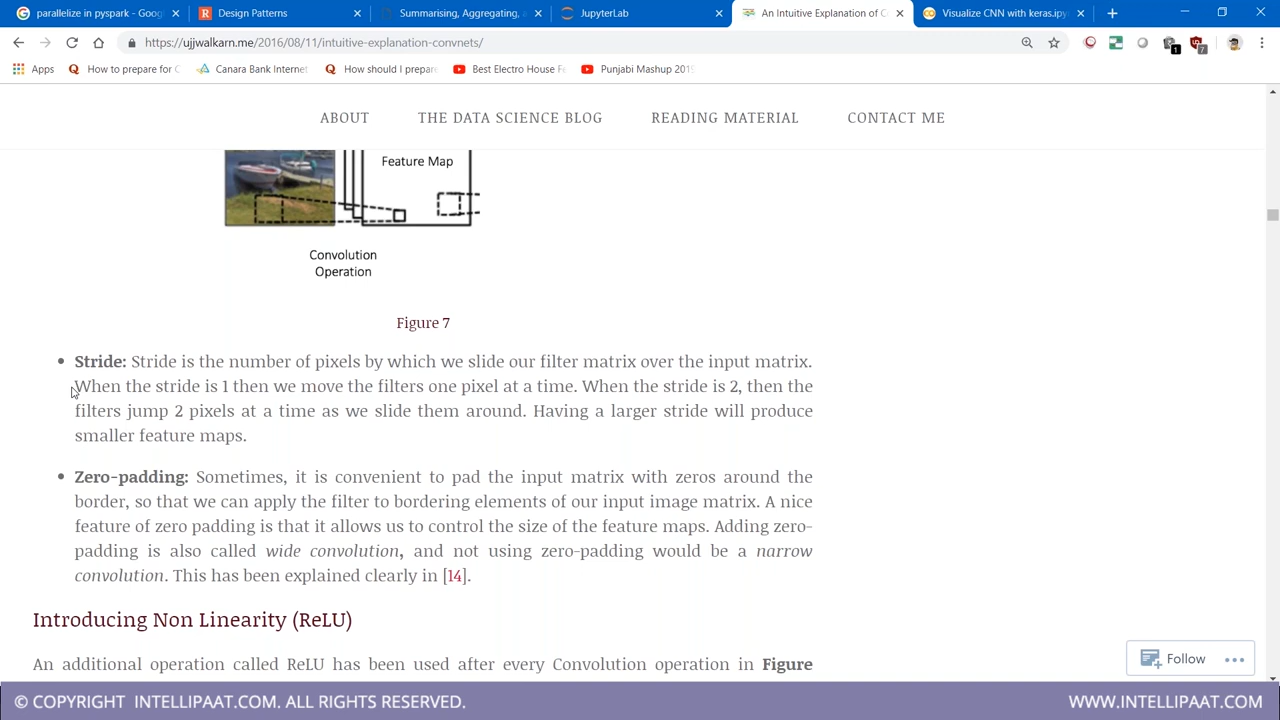 parallelize in pyspark - Goog
Design Patterns
Summarising, Aggregating, a
JupyterLab
An Intuitive Explanation of C
Visualize CNN with keras.ipy
https://ujjwalkarn.me/2016/08/11/intuitive-explanation-convnets/
1
7
Apps
How to prepare for C
Canara Bank Internet
How should I prepare
Best Electro House F
Punjabi Mashup 2019
ABOUT THE DATA SCIENCE BLOG READING MATERIAL CONTACT ME
Feature Map
Convolution
Operation
Figure 7
• Stride: Stride is the number of pixels by which we slide our filter matrix over the input matrix.
When the stride is 1 then we move the filters one pixel at a time. When the stride is 2, then the
filters jump 2 pixels at a time as we slide them around. Having a larger stride will produce
smaller feature maps.
• Zero-padding: Sometimes, it is convenient to pad the input matrix with zeros around the
border, so that we can apply the filter to bordering elements of our input image matrix. A nice
feature of zero padding is that it allows us to control the size of the feature maps. Adding zero-
padding is also called wide convolution, and not using zero-padding would be a narrow
convolution. This has been explained clearly in [14].
Introducing Non Linearity (ReLU)
An additional operation called ReLU has been used after every Convolution operation in Figure
Follow
© COPYRIGHT INTELLIPAAT.COM. ALL RIGHTS RESERVED.
WWW.INTELLIPAAT.COM